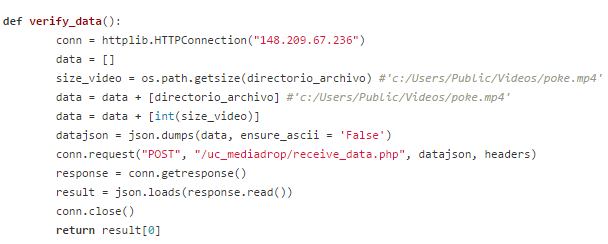 def verify_data():
conn = httplib.HTTPConnection("148.209.67.236")
data = []
size_video = os.path.getsize(directorio_archivo) #'c:/Users/Public/Videos/poke.mp4'
data = data + [directorio_archivo] #'c:/Users/Public/Videos/poke.mp4'
data = data + [int(size_video)]
datajson = json.dumps(data, ensure_ascii = 'False')
conn.request("POST", "/uc_mediadrop/receive_data.php", datajson, headers)
response = conn.getresponse()
result = json.loads(response.read())
conn.close()
return result[0]